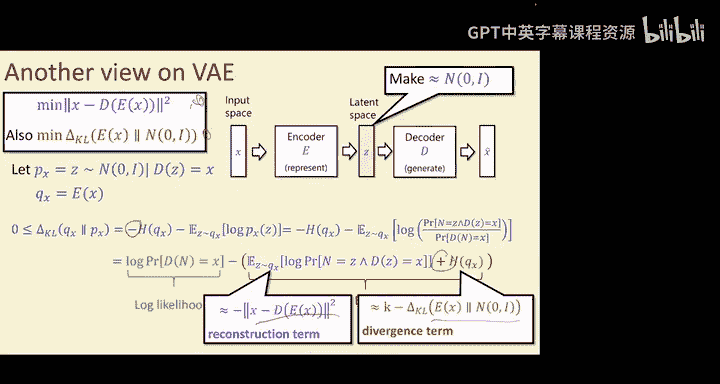 GPT中英字幕课程资源 bilibili
Another view on VAE
Make ≈ N(0, I)
min‖x − D(E(x))‖²
Also min Δ_KL(E(x) ∥ N(0, I))
Input space
Latent space
x
Encoder
E
(represent)
z
Decoder
D
(generate)
x̂
Let p_x = z ~ N(0, I)| D(z) = x
q_x = E(x)
0 ≤ Δ_KL(q_x ∥ p_x) = −H(q_x) − 𝔼_{z~q_x}[log p_x(z)] = −H(q_x) − 𝔼_{z~q_x}[log(Pr[N=z∧D(z)=x] / Pr[D(N)=x])]
= log Pr[D(N) = x] − (𝔼_{z~q_x}[log Pr[N = z ∧ D(z) = x]] + H(q_x))
Log likelihoo
≈ −‖x − D(E(x))‖²
reconstruction term
≈ k − Δ_KL(E(x) ∥ N(0, I))
divergence term